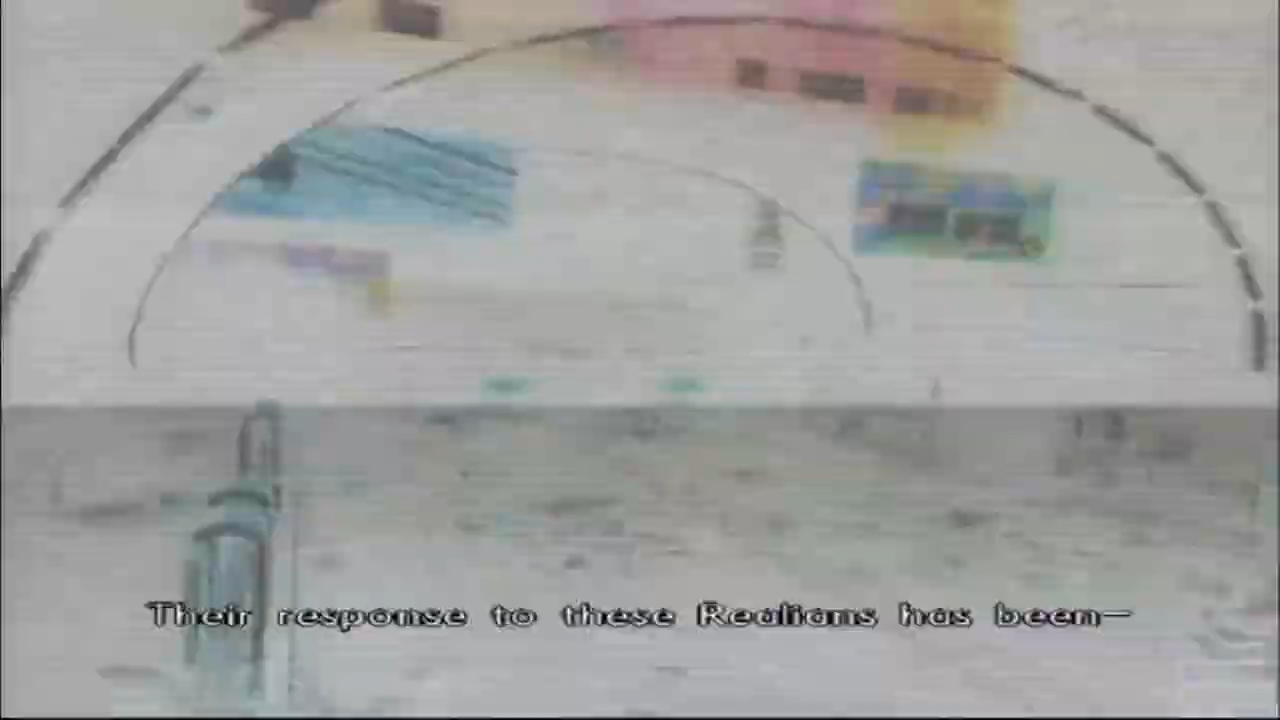 Their response to these Realians has been—